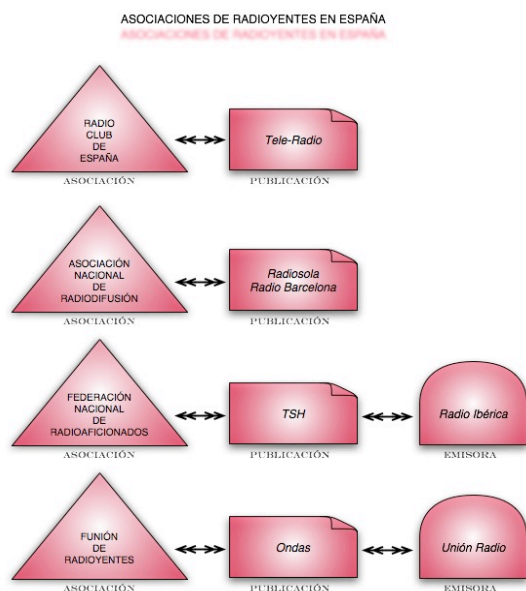 ASOCIACIONES DE RADIOYENTES EN ESPAÑA
ASOCIACIONES DE RADIOYENTES EN ESPAÑA
RADIO
CLUB
DE
ESPAÑA
Tele-Radio
ASOCIACIÓN
PUBLICACIÓN
ASOCIACIÓN
NACIONAL
DE
RADIODIFUSIÓN
Radiosola
Radio Barcelona
ASOCIACIÓN
PUBLICACIÓN
FEDERACIÓN
NACIONAL
DE
RADIOAFICIONADOS
TSH
Radio Ibérica
ASOCIACIÓN
PUBLICACIÓN
EMISORA
FUNIÓN
DE
RADIOYENTES
Ondas
Unión Radio
ASOCIACIÓN
PUBLICACIÓN
EMISORA